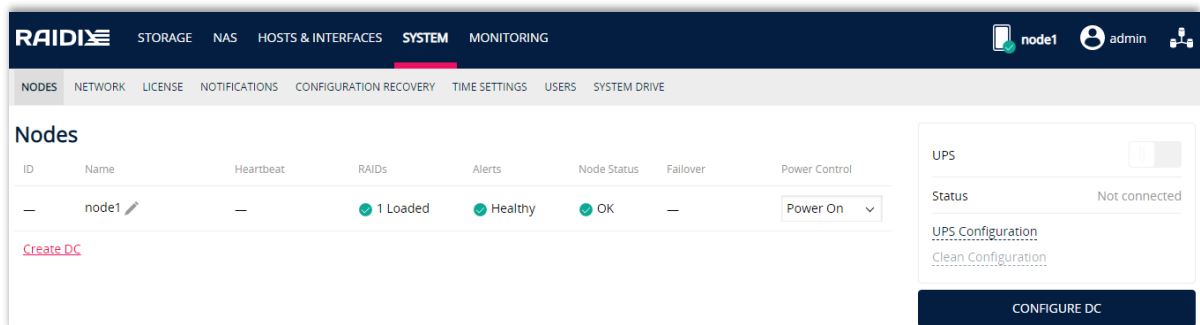 RAIDIX STORAGE NAS HOSTS & INTERFACES SYSTEM MONITORING node1 admin
NODES NETWORK LICENSE NOTIFICATIONS CONFIGURATION RECOVERY TIME SETTINGS USERS SYSTEM DRIVE
Nodes
ID Name Heartbeat RAIDs Alerts Node Status Failover Power Control
— node1 — 1 Loaded Healthy OK — Power On
Create DC
UPS
Status Not connected
UPS Configuration
Clean Configuration
CONFIGURE DC